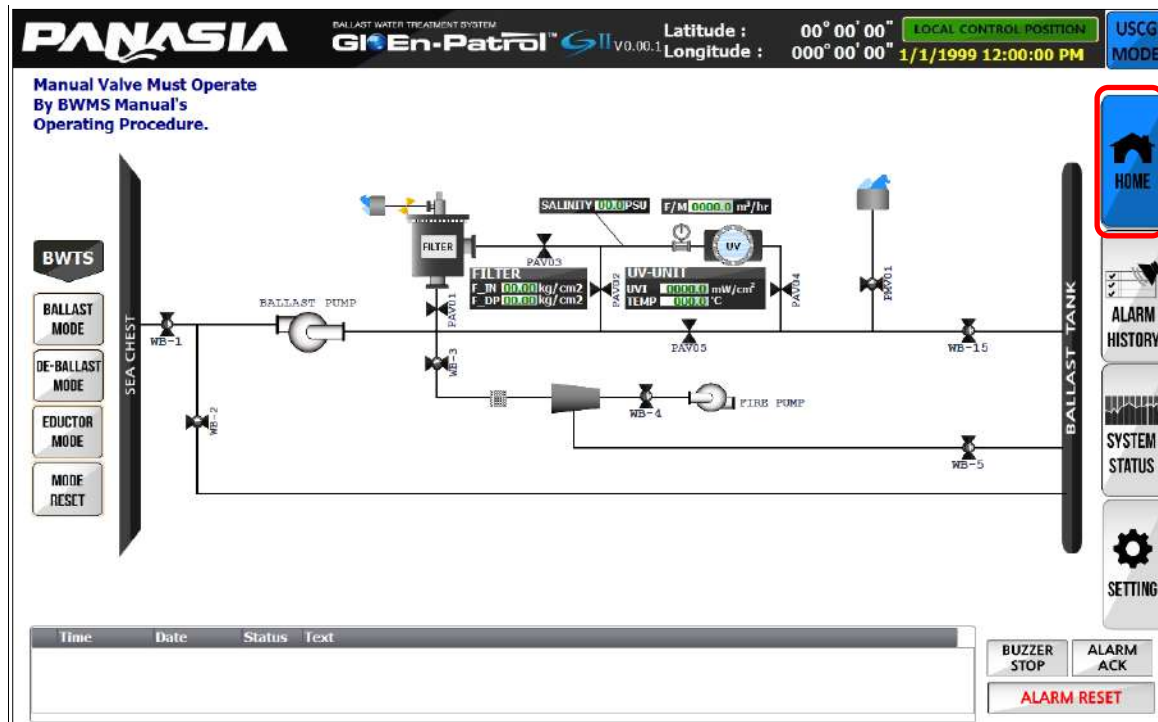 PANASIA
BALLAST WATER TREATMENT SYSTEM
GloEn-Patrol™ GII V0.00.1
Latitude : 00° 00' 00"
Longitude : 000° 00' 00"
LOCAL CONTROL POSITION
1/1/1999 12:00:00 PM
USCG
MODE
Manual Valve Must Operate
By BWMS Manual's
Operating Procedure.
HOME
ALARM
HISTORY
SYSTEM
STATUS
SETTING
BWTS
BALLAST
MODE
DE-BALLAST
MODE
EDUCTOR
MODE
MODE
RESET
SEA CHEST
WB-1
WB-2
BALLAST PUMP
FILTER
PAV01
WB-3
PAV03
SALINITY 00.0 PSU
F/M 0000.0 m³/hr
UV
FILTER
F_IN 00.00 kg/cm2
F_DP 00.00 kg/cm2
PAV02
UV-UNIT
UVI 0000.0 mW/cm²
TEMP 000.0 °C
PAV04
PAV05
PMV01
WB-15
WB-4
FIRE PUMP
WB-5
BALLAST TANK
Time Date Status Text
BUZZER
STOP
ALARM
ACK
ALARM RESET